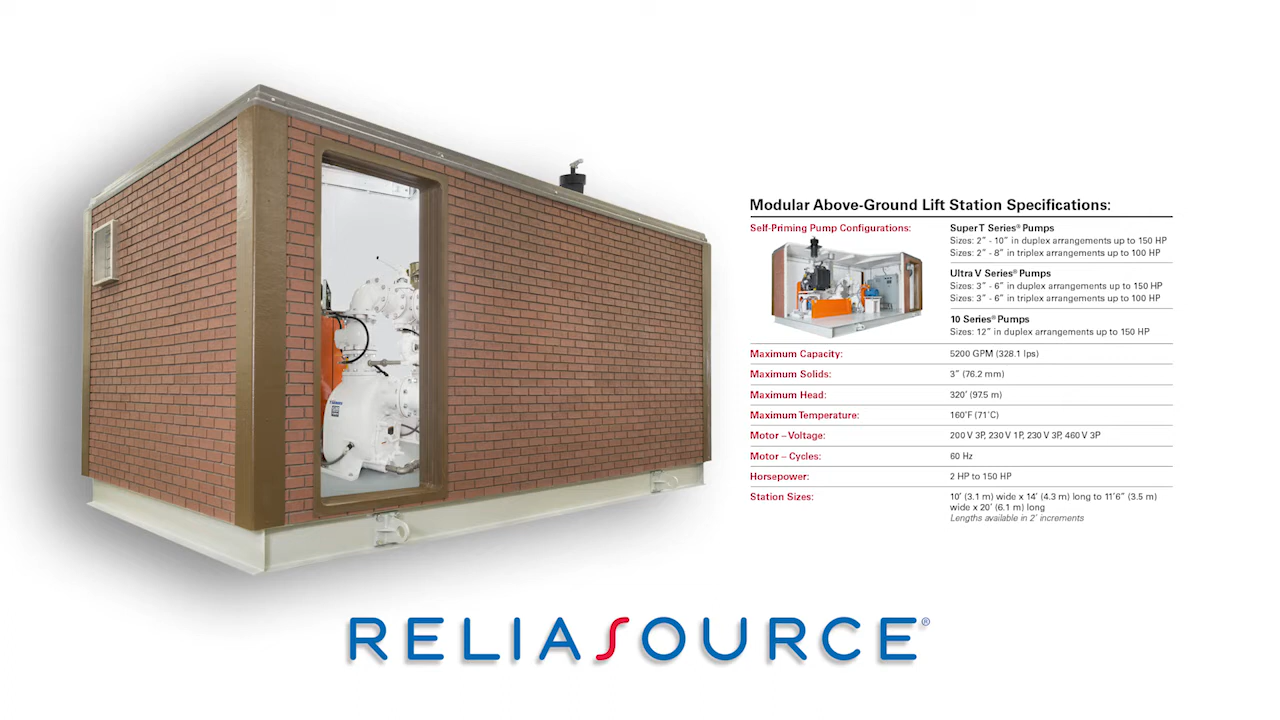 Modular Above-Ground Lift Station Specifications:
Self-Priming Pump Configurations:
Super T Series® Pumps
Sizes: 2” - 10” in duplex arrangements up to 150 HP
Sizes: 2” - 8” in triplex arrangements up to 100 HP
Ultra V Series® Pumps
Sizes: 3” - 6” in duplex arrangements up to 150 HP
Sizes: 3” - 6” in triplex arrangements up to 100 HP
10 Series® Pumps
Sizes: 12” in duplex arrangements up to 150 HP
Maximum Capacity: 5200 GPM (328.1 lps)
Maximum Solids: 3” (76.2 mm)
Maximum Head: 320’ (97.5 m)
Maximum Temperature: 160˚F (71˚C)
Motor – Voltage: 200 V 3P, 230 V 1P, 230 V 3P, 460 V 3P
Motor – Cycles: 60 Hz
Horsepower: 2 HP to 150 HP
Station Sizes: 10’ (3.1 m) wide x 14’ (4.3 m) long to 11’6” (3.5 m)
wide x 20’ (6.1 m) long
Lengths available in 2’ increments
RELIASOURCE®